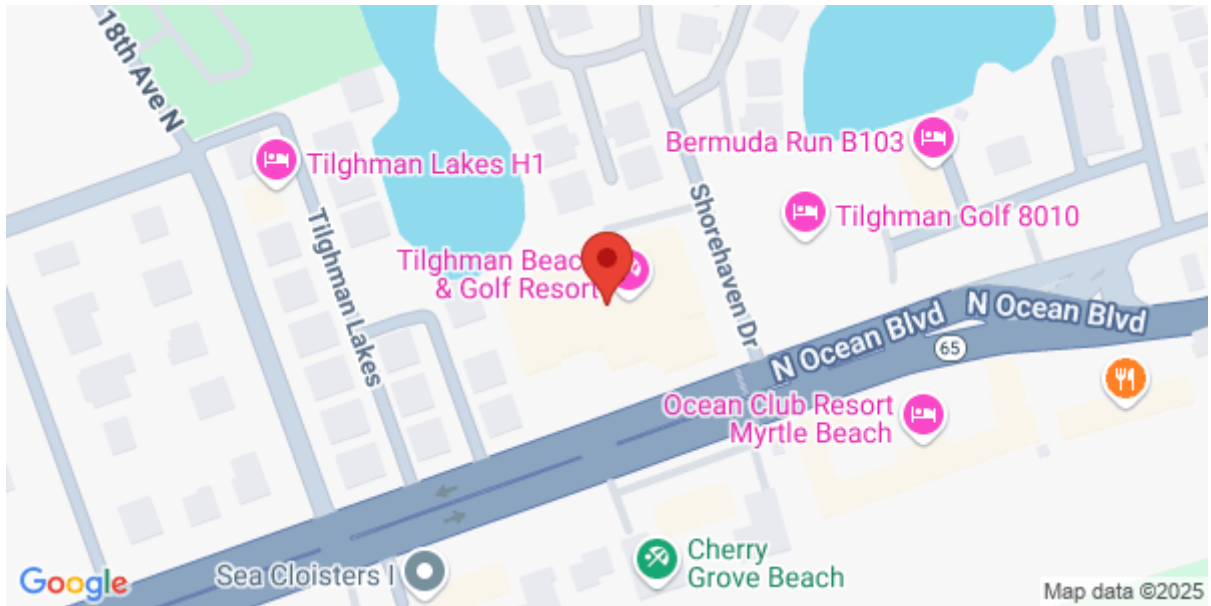 18th Ave N
Tilghman Lakes H1
Tilghman Lakes
Bermuda Run B103
Shorehaven Dr
Tilghman Golf 8010
Tilghman Beac
& Golf Resort
N Ocean Blvd
N Ocean Blvd
65
Ocean Club Resort
Myrtle Beach
Cherry
Grove Beach
Sea Cloisters I
Google
Map data ©2025